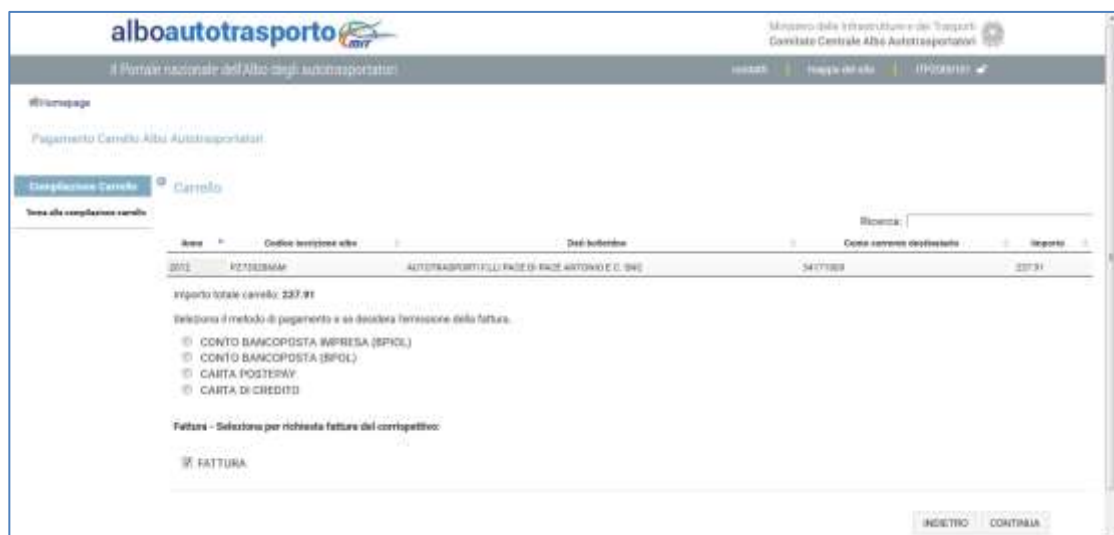 alboautotrasporto mit
Ministero delle Infrastrutture e dei Trasporti
Comitato Centrale Albo Autotrasportatori
Il Portale nazionale dell'Albo degli autotrasportatori
contatti | mappa del sito |
Homepage
Pagamento Carrello Albo Autotrasportatori
Compilazione Carrello
Torna alla compilazione carrello
Carrello
Ricerca:
Anno Codice iscrizione albo Dati bollettino Conto corrente destinatario Importo
2012 AUTOTRASPORTI F.LLI PACE DI PACE ANTONIO E C. SNC 34171009 237.91
Importo totale carrello: 237.91
Seleziona il metodo di pagamento e se desidera l'emissione della fattura.
CONTO BANCOPOSTA IMPRESA (BPIOL)
CONTO BANCOPOSTA (BPOL)
CARTA POSTEPAY
CARTA DI CREDITO
Fattura - Seleziona per richiesta fattura del corrispettivo:
FATTURA
INDIETRO CONTINUA